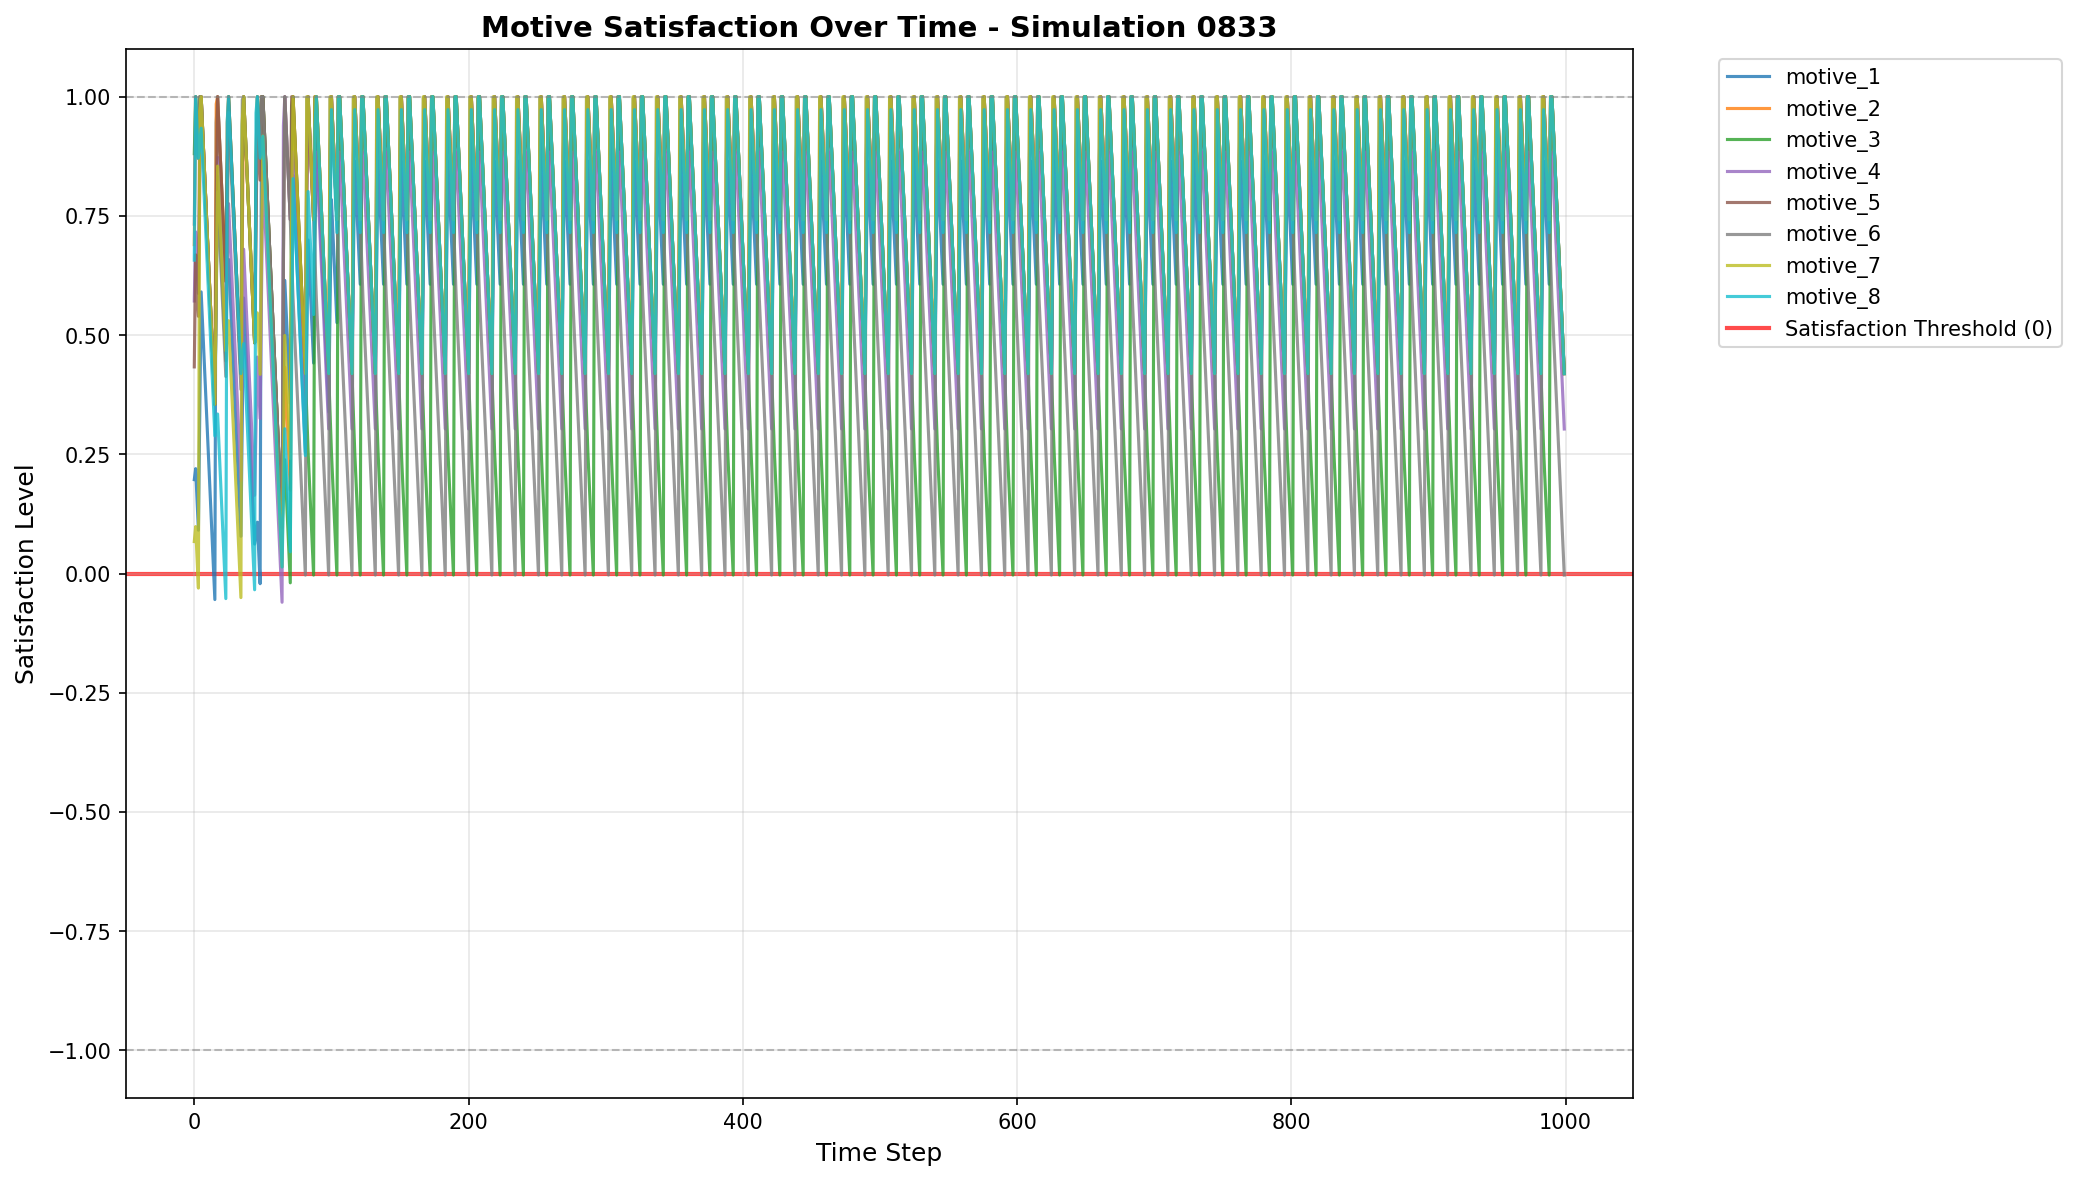 Motive Satisfaction Over Time - Simulation 0833
Satisfaction Level
1.00
0.75
0.50
0.25
0.00
−0.25
−0.50
−0.75
−1.00
0
200
400
600
800
1000
Time Step
motive_1
motive_2
motive_3
motive_4
motive_5
motive_6
motive_7
motive_8
Satisfaction Threshold (0)